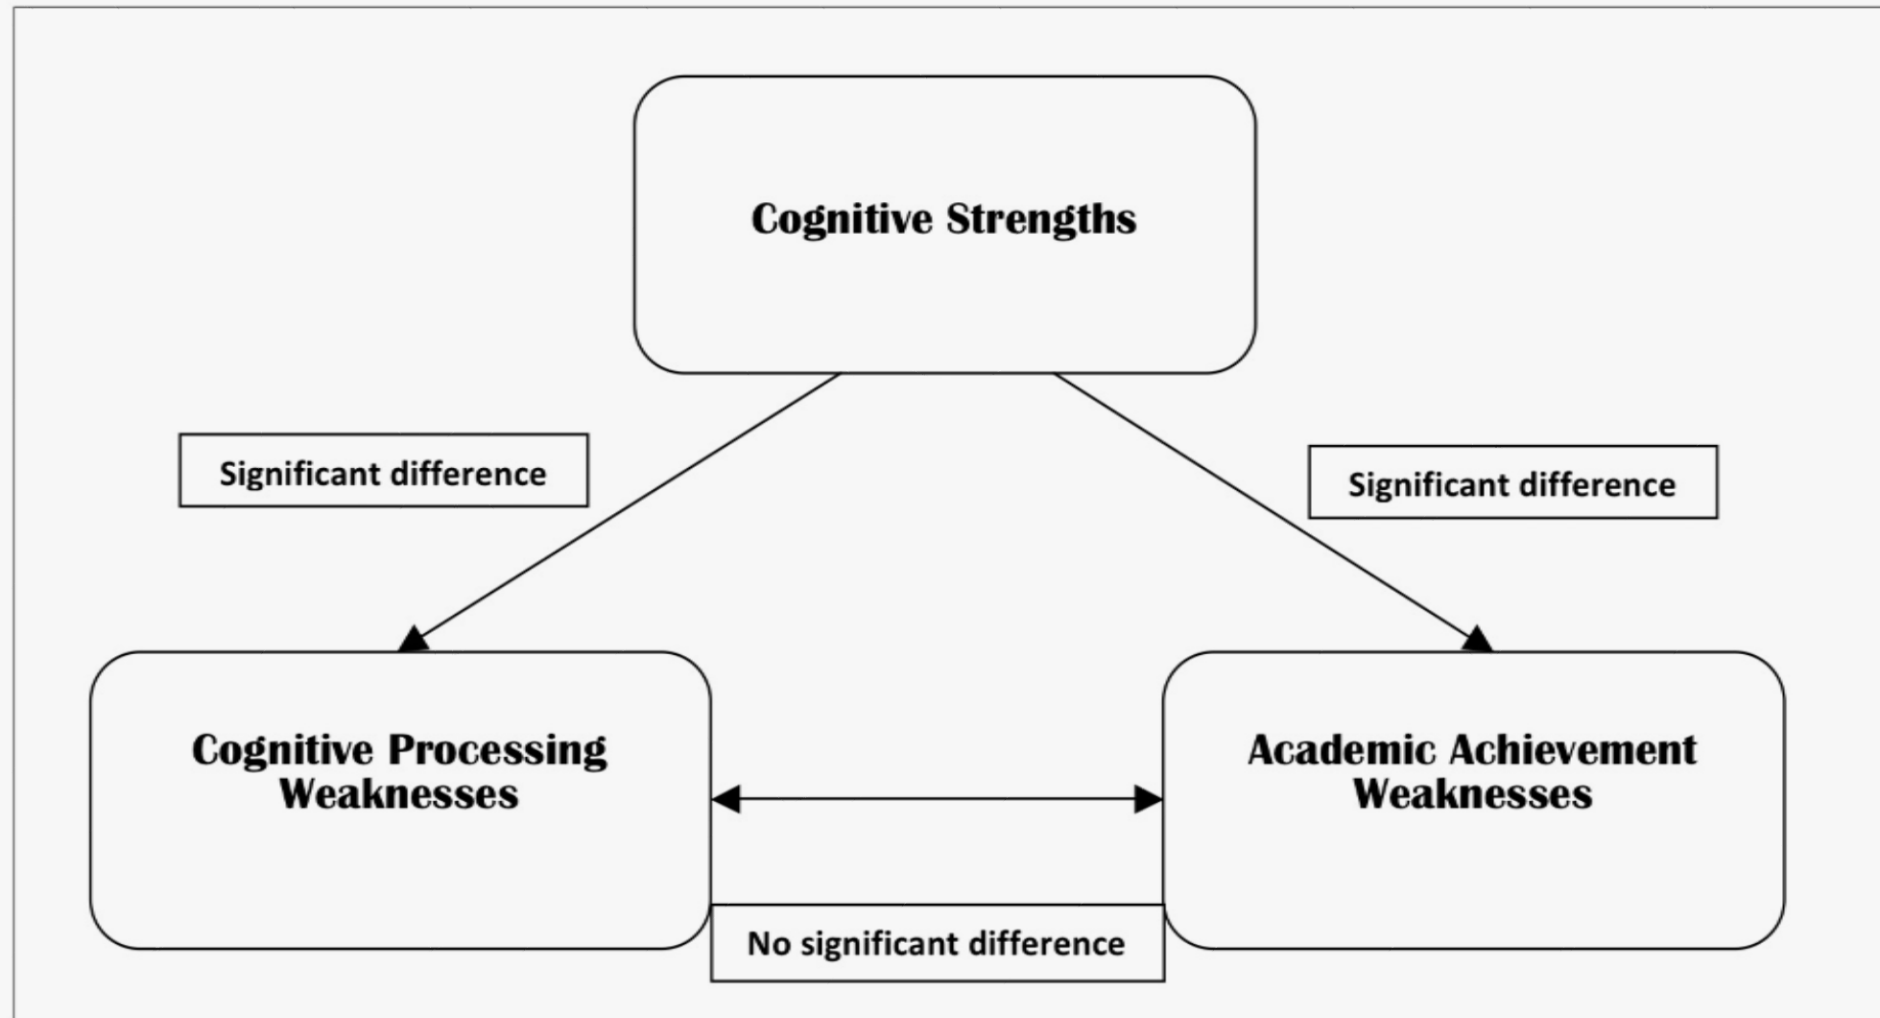 Cognitive Strengths
Significant difference
Significant difference
Cognitive Processing
Weaknesses
Academic Achievement
Weaknesses
No significant difference